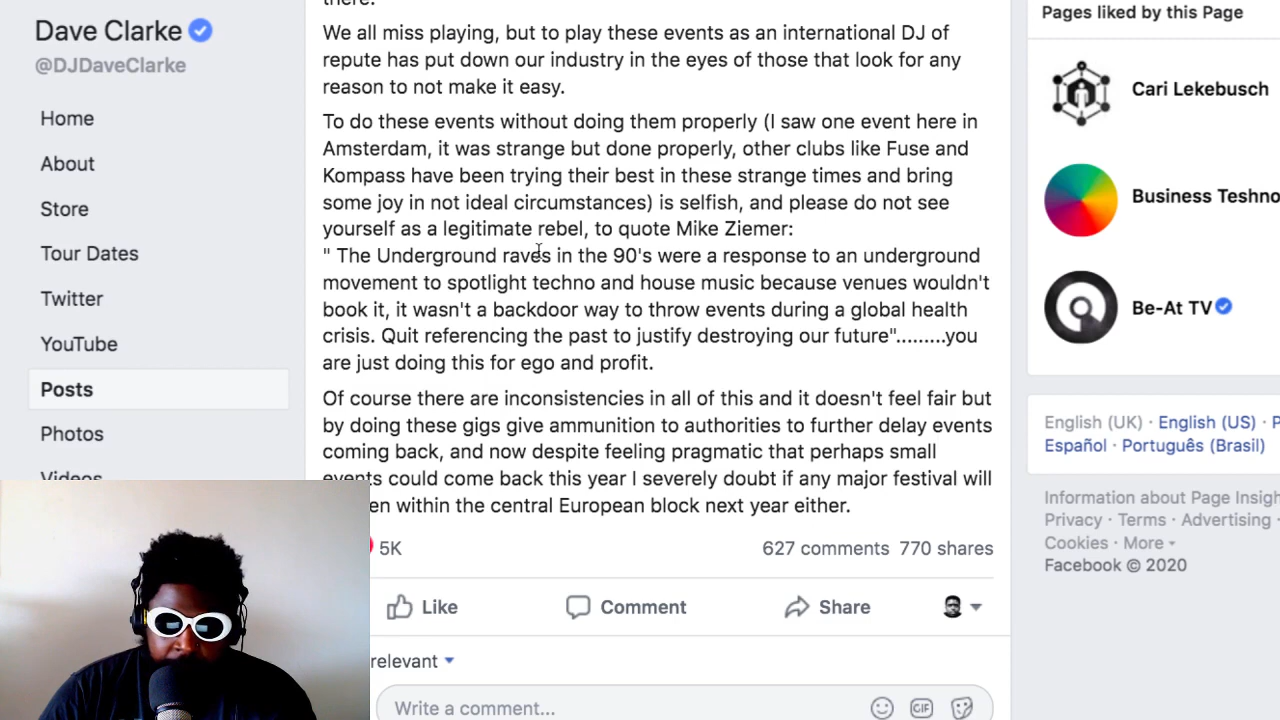 there.
Dave Clarke
@DJDaveClarke
Home
About
Store
Tour Dates
Twitter
YouTube
Posts
Photos
Videos
We all miss playing, but to play these events as an international DJ of
repute has put down our industry in the eyes of those that look for any
reason to not make it easy.
To do these events without doing them properly (I saw one event here in
Amsterdam, it was strange but done properly, other clubs like Fuse and
Kompass have been trying their best in these strange times and bring
some joy in not ideal circumstances) is selfish, and please do not see
yourself as a legitimate rebel, to quote Mike Ziemer:
" The Underground raves in the 90's were a response to an underground
movement to spotlight techno and house music because venues wouldn't
book it, it wasn't a backdoor way to throw events during a global health
crisis. Quit referencing the past to justify destroying our future".........you
are just doing this for ego and profit.
Of course there are inconsistencies in all of this and it doesn't feel fair but
by doing these gigs give ammunition to authorities to further delay events
coming back, and now despite feeling pragmatic that perhaps small
events could come back this year I severely doubt if any major festival will
en within the central European block next year either.
5K
627 comments 770 shares
Like
Comment
Share
relevant
Write a comment...
GIF
Pages liked by this Page
Cari Lekebusch
Business Techno
Be-At TV
English (UK) · English (US) · P
Español · Português (Brasil)
Information about Page Insigh
Privacy · Terms · Advertising ·
Cookies · More
Facebook © 2020